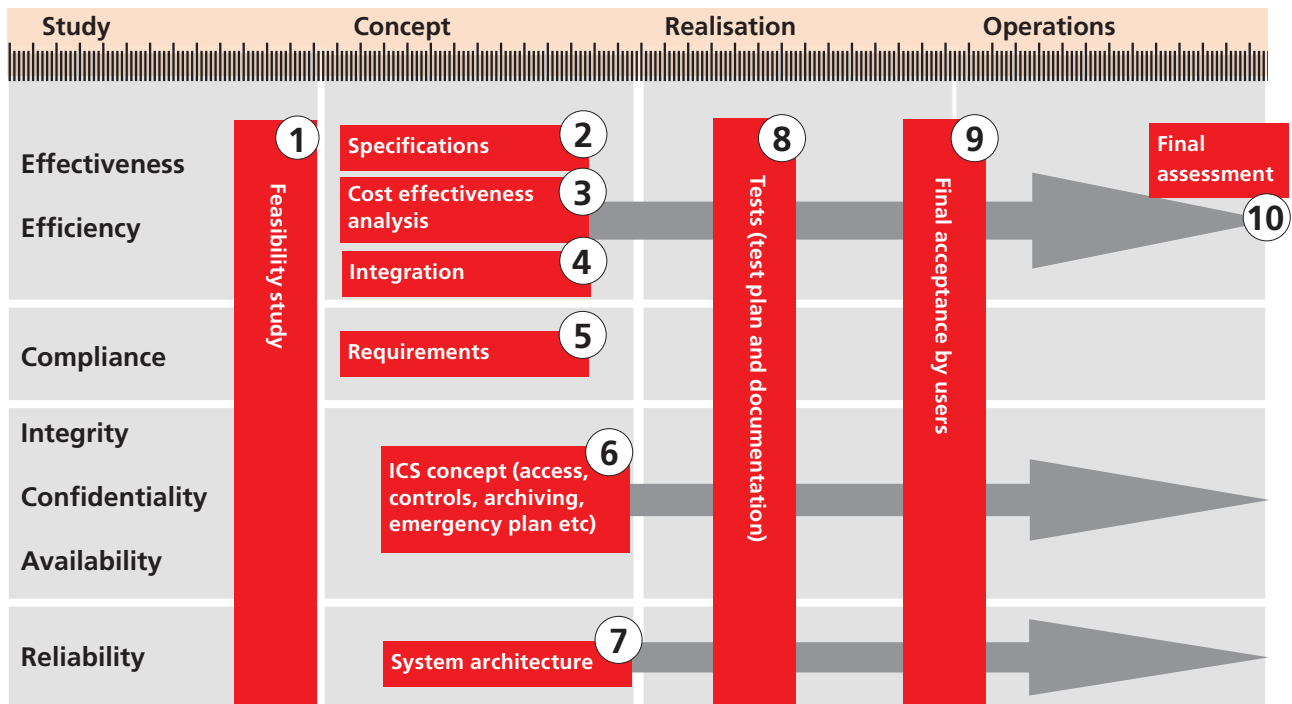 Study Concept Realisation Operations
Effectiveness
Efficiency
1
Feasibility study
2
Specifications
3
Cost effectiveness
analysis
4
Integration
8
Tests (test plan and documentation)
9
Final acceptance by users
Final
assessment
10
Compliance
5
Requirements
Integrity
Confidentiality
Availability
6
ICS concept (access,
controls, archiving,
emergency plan etc)
Reliability
7
System architecture